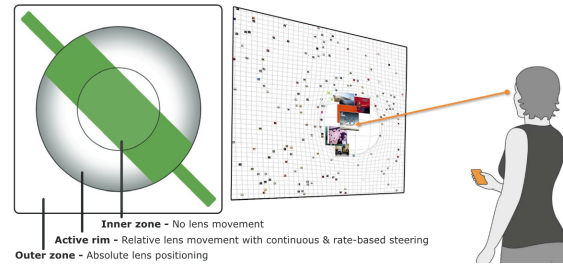 Inner zone - No lens movement
Active rim - Relative lens movement with continuous & rate-based steering
Outer zone - Absolute lens positioning